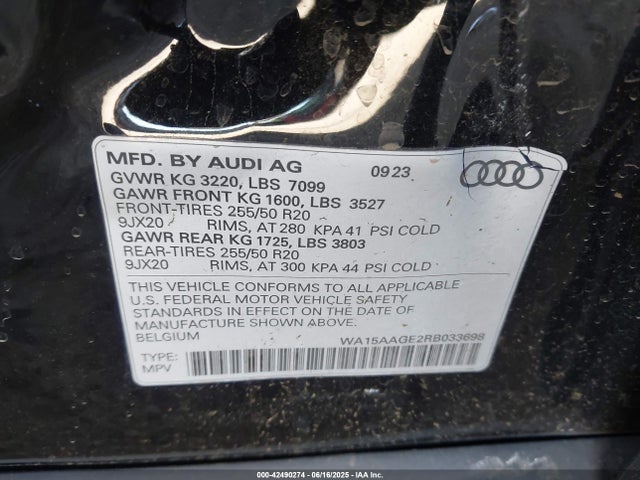 MFD. BY AUDI AG 09 23
GVWR KG 3220, LBS 7099
GAWR FRONT KG 1600, LBS 3527
FRONT-TIRES 255/50 R20
9JX20 RIMS, AT 280 KPA 41 PSI COLD
GAWR REAR KG 1725, LBS 3803
REAR-TIRES 255/50 R20
9JX20 RIMS, AT 300 KPA 44 PSI COLD
THIS VEHICLE CONFORMS TO ALL APPLICABLE
U.S. FEDERAL MOTOR VEHICLE SAFETY
STANDARDS IN EFFECT ON THE DATE OF
MANUFACTURE SHOWN ABOVE.
BELGIUM WA15AAGE2RB033698
TYPE:
MPV
000-42490274 - 06/16/2025 - IAA Inc.